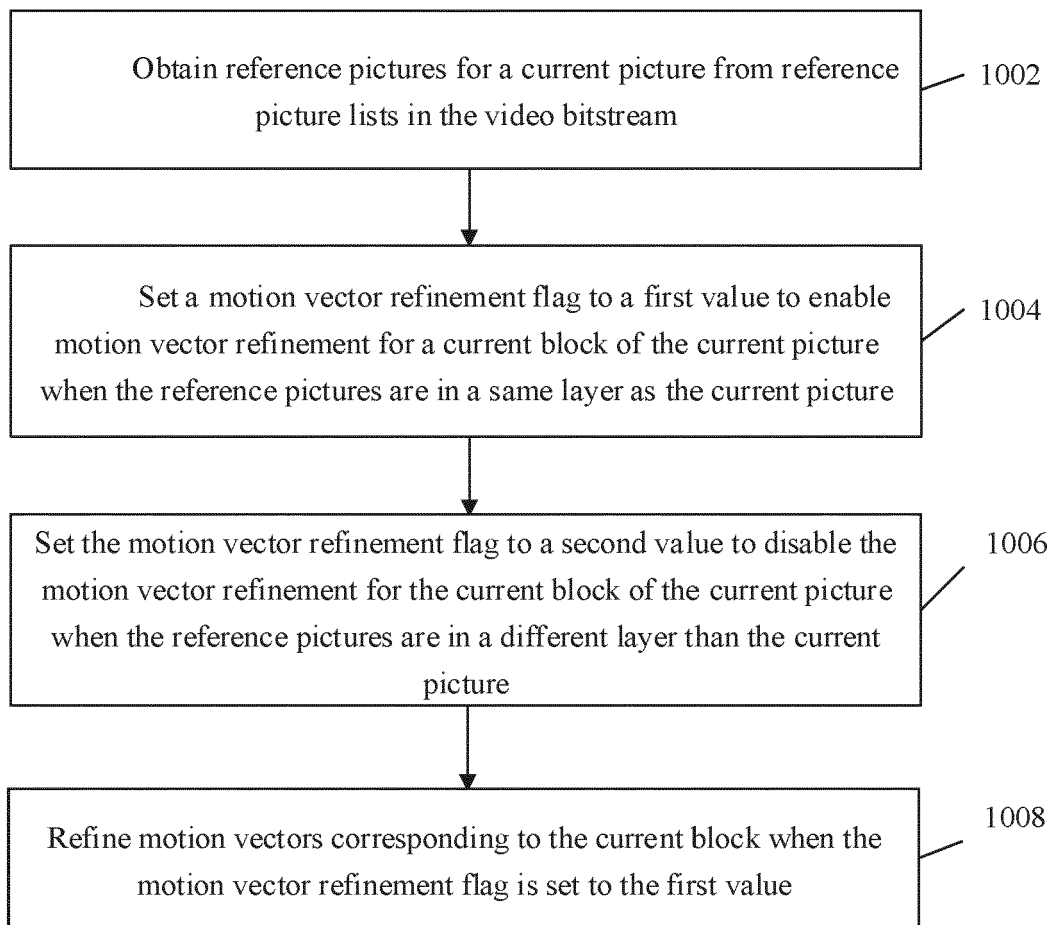 Obtain reference pictures for a current picture from reference
picture lists in the video bitstream
1002
Set a motion vector refinement flag to a first value to enable
motion vector refinement for a current block of the current picture
when the reference pictures are in a same layer as the current picture
1004
Set the motion vector refinement flag to a second value to disable the
motion vector refinement for the current block of the current picture
when the reference pictures are in a different layer than the current
picture
1006
Refine motion vectors corresponding to the current block when the
motion vector refinement flag is set to the first value
1008